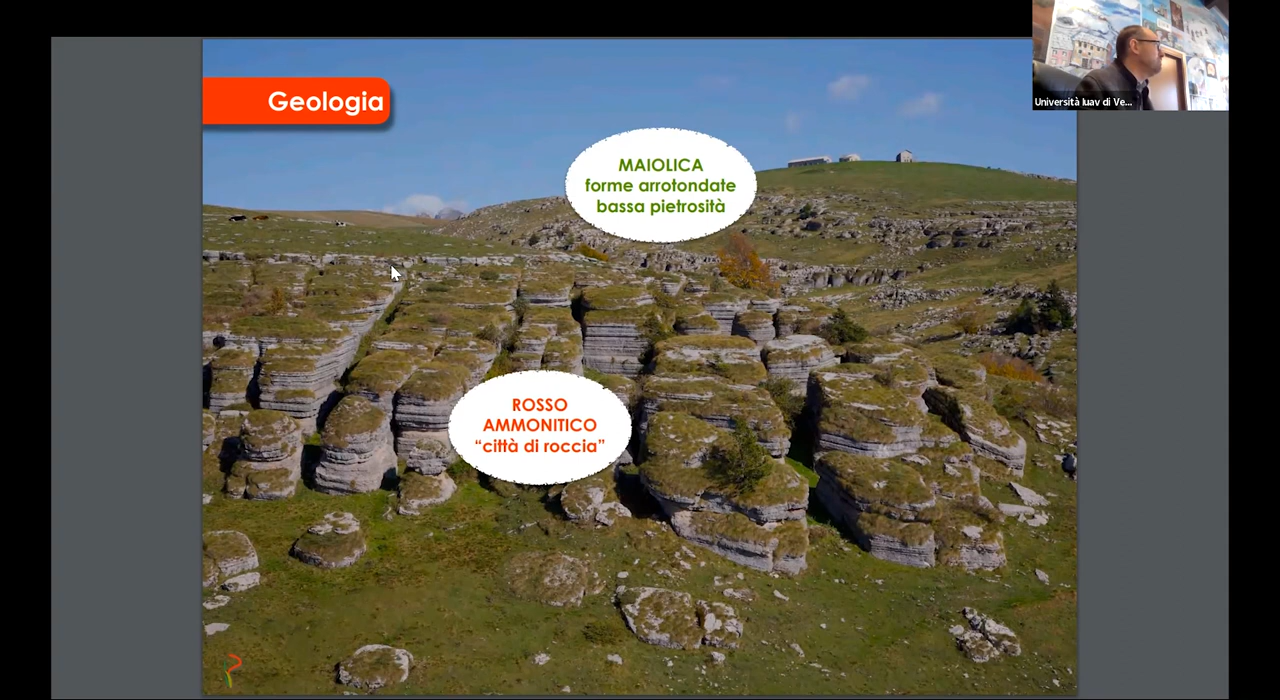 Geologia
Università Iuav di Ve...
MAIOLICA
forme arrotondate
bassa pietrosità
ROSSO
AMMONITICO
“città di roccia”